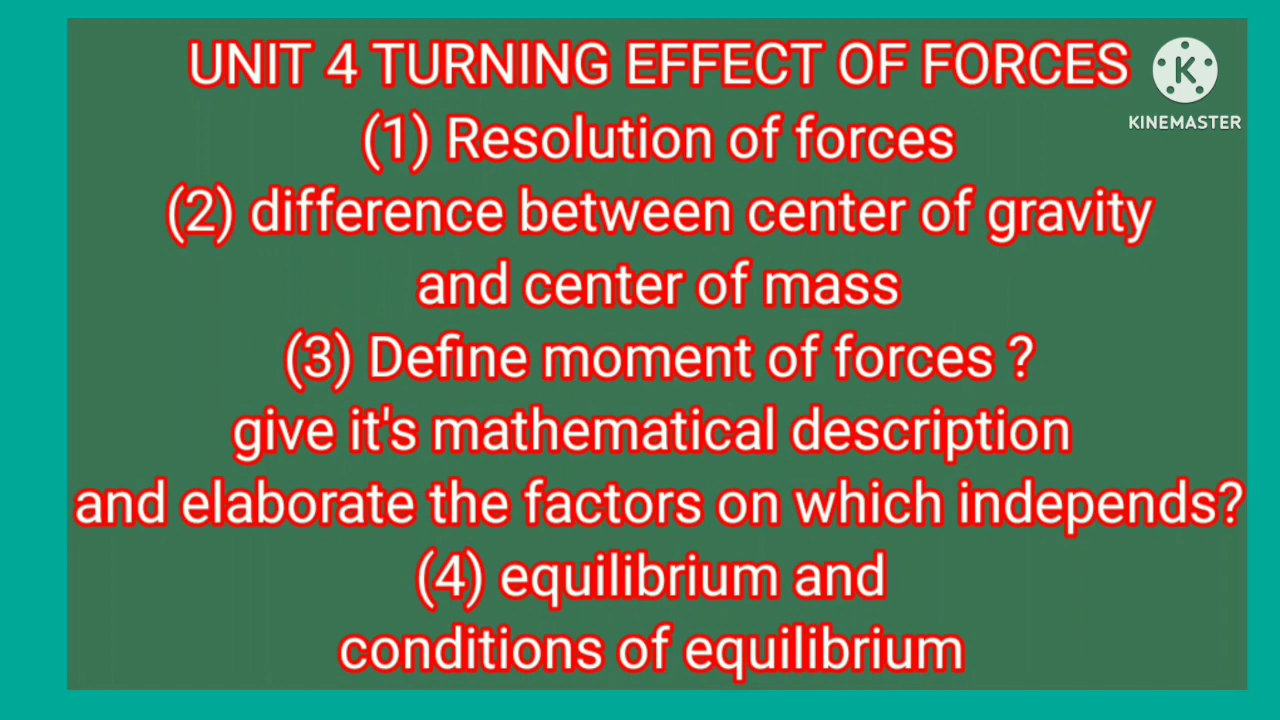 UNIT 4 TURNING EFFECT OF FORCES
(1) Resolution of forces
(2) difference between center of gravity
and center of mass
(3) Define moment of forces ?
give it's mathematical description
and elaborate the factors on which independs?
(4) equilibrium and
conditions of equilibrium
K
KINEMASTER